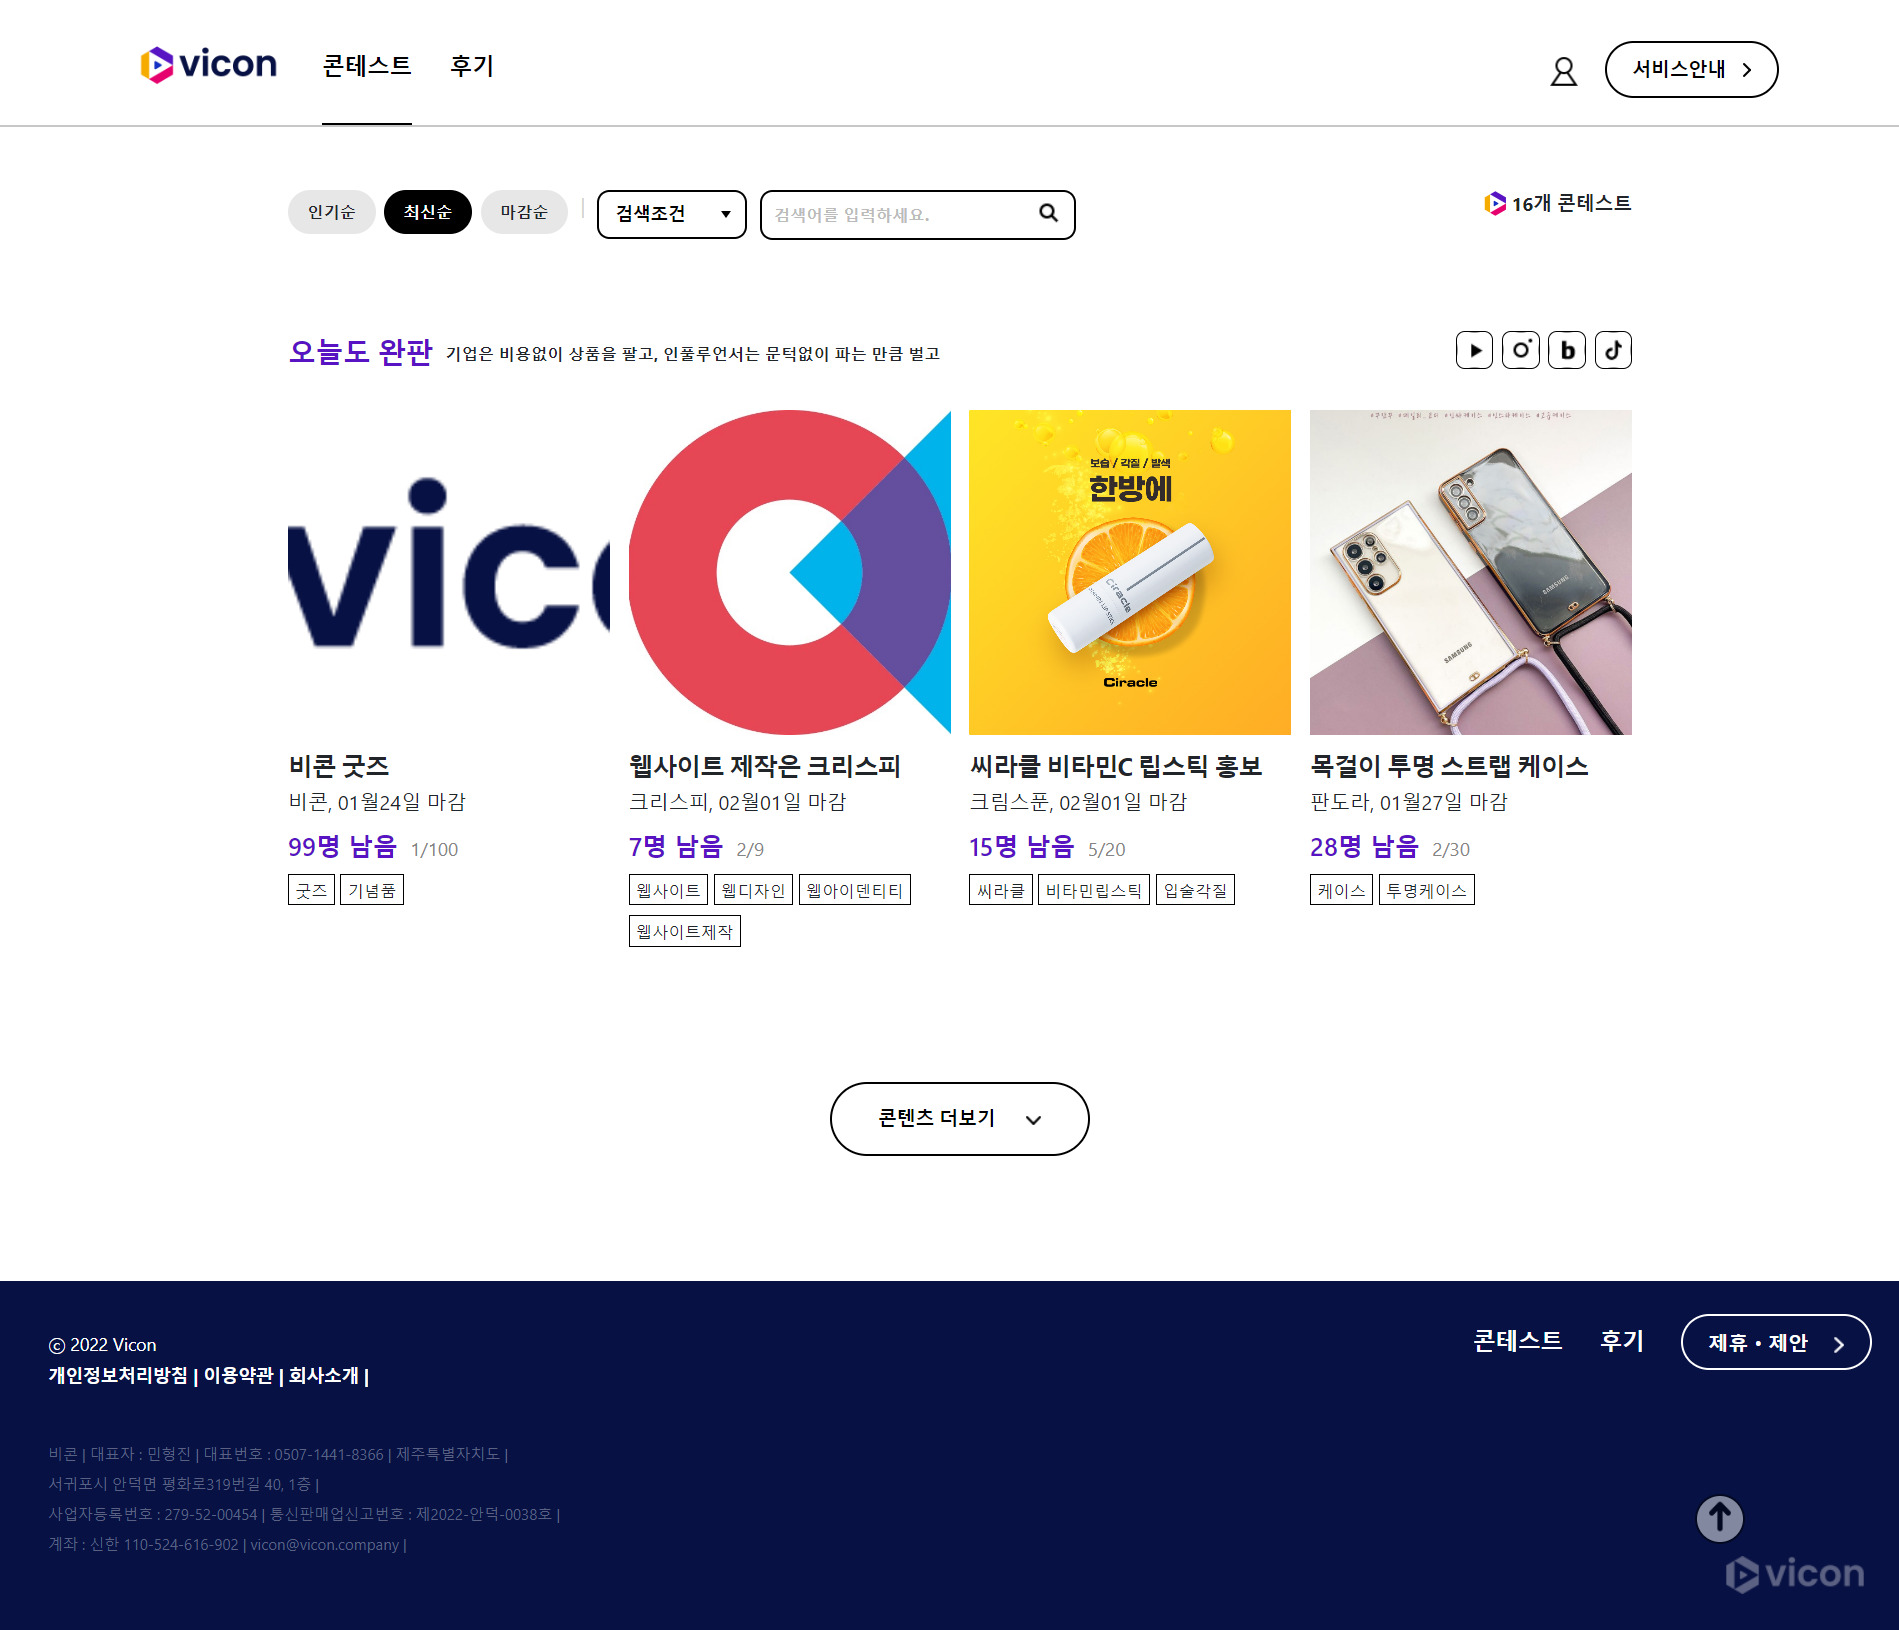 vicon 콘테스트 후기 서비스안내
인기순 최신순 마감순 검색조건 검색어를 입력하세요. 16개 콘테스트
오늘도 완판 기업은 비용없이 상품을 팔고, 인풀루언서는 문턱없이 파는 만큼 벌고
b
vico
보습 / 각질 / 발색
한방에
Ciracle
Ciracle
SAMSUNG
SAMSUNG
비콘 굿즈
비콘, 01월24일 마감
99명 남음 1/100
굿즈 기념품
웹사이트 제작은 크리스피
크리스피, 02월01일 마감
7명 남음 2/9
웹사이트 웹디자인 웹아이덴티티
웹사이트제작
씨라클 비타민C 립스틱 홍보
크림스푼, 02월01일 마감
15명 남음 5/20
씨라클 비타민립스틱 입술각질
목걸이 투명 스트랩 케이스
판도라, 01월27일 마감
28명 남음 2/30
케이스 투명케이스
콘텐츠 더보기
ⓒ 2022 Vicon
개인정보처리방침 | 이용약관 | 회사소개 |
콘테스트 후기 제휴 • 제안
비콘 | 대표자 : 민형진 | 대표번호 : 0507-1441-8366 | 제주특별자치도 |
서귀포시 안덕면 평화로319번길 40, 1층 |
사업자등록번호 : 279-52-00454 | 통신판매업신고번호 : 제2022-안덕-0038호 |
계좌 : 신한 110-524-616-902 | vicon@vicon.company |
vicon